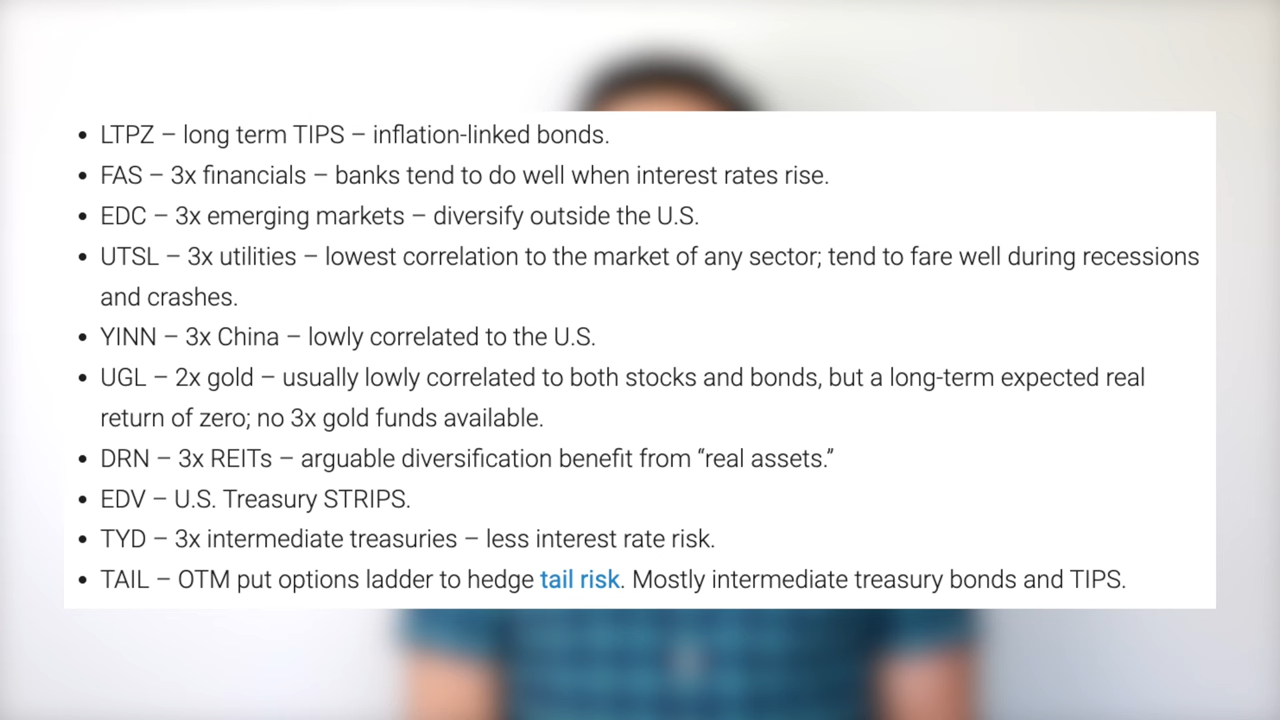 • LTPZ – long term TIPS – inflation-linked bonds.
• FAS – 3x financials – banks tend to do well when interest rates rise.
• EDC – 3x emerging markets – diversify outside the U.S.
• UTSL – 3x utilities – lowest correlation to the market of any sector; tend to fare well during recessions
and crashes.
• YINN – 3x China – lowly correlated to the U.S.
• UGL – 2x gold – usually lowly correlated to both stocks and bonds, but a long-term expected real
return of zero; no 3x gold funds available.
• DRN – 3x REITs – arguable diversification benefit from “real assets.”
• EDV – U.S. Treasury STRIPS.
• TYD – 3x intermediate treasuries – less interest rate risk.
• TAIL – OTM put options ladder to hedge tail risk. Mostly intermediate treasury bonds and TIPS.